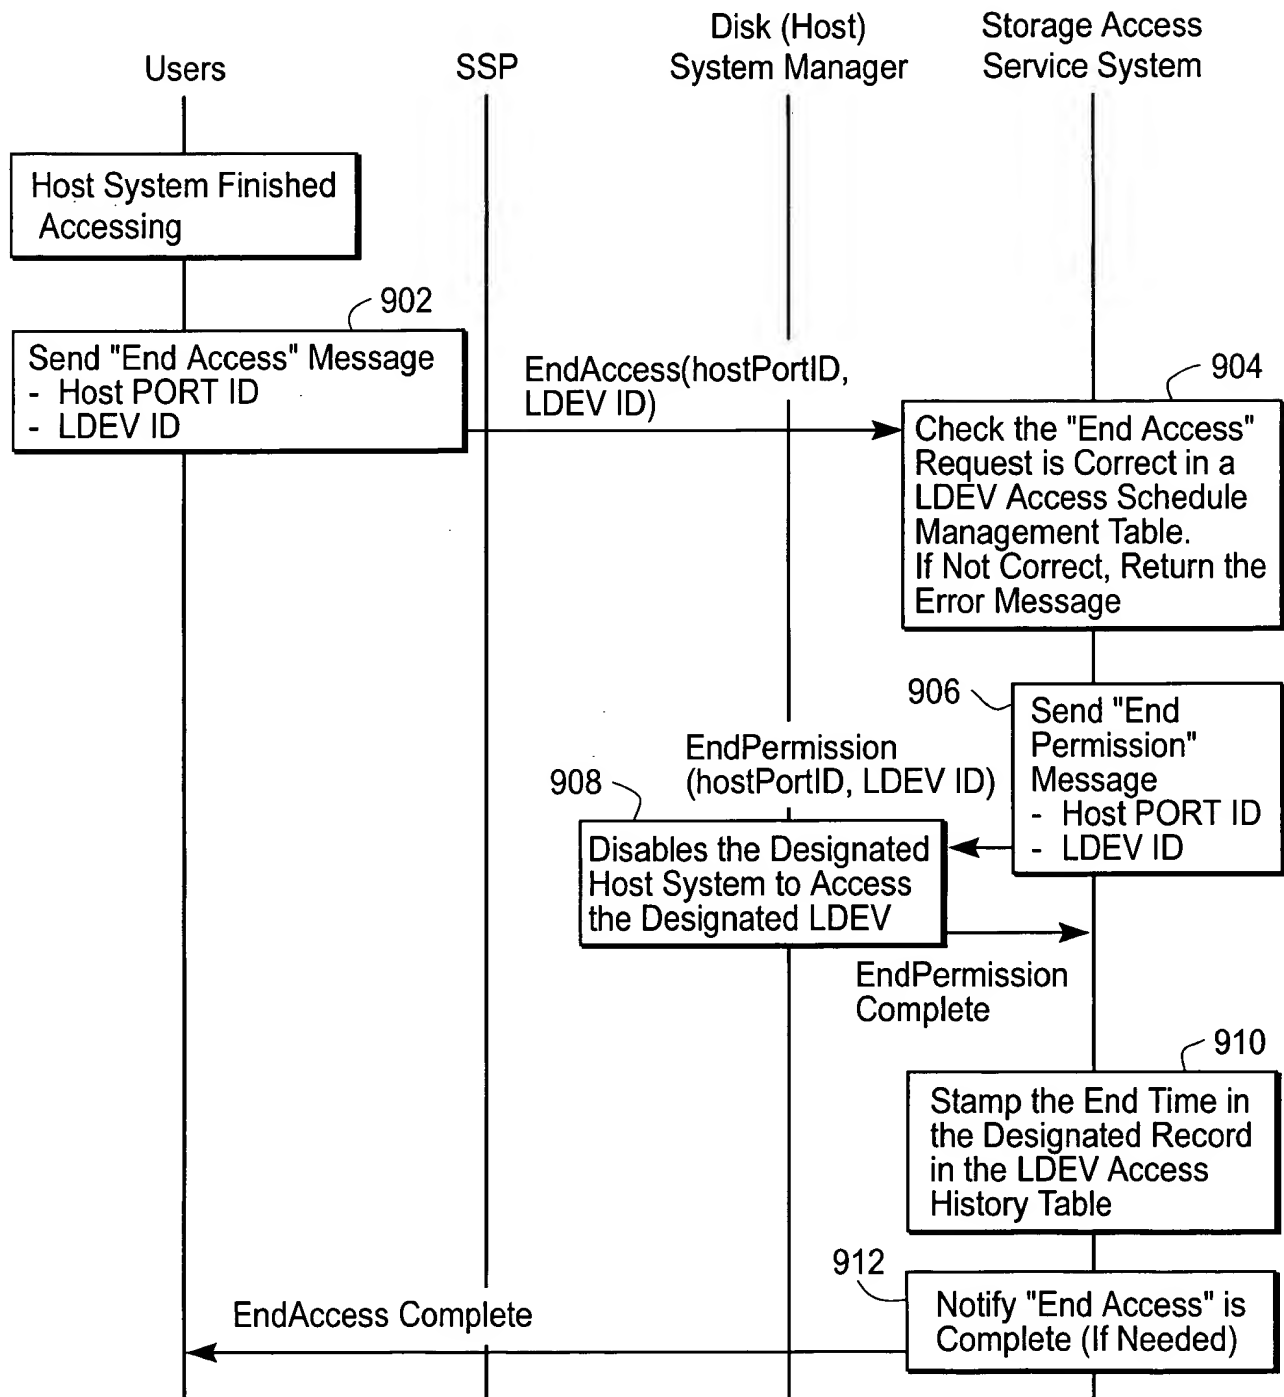 Users
SSP
Disk (Host)
System Manager
Storage Access
Service System
Host System Finished
Accessing
902
Send "End Access" Message
- Host PORT ID
- LDEV ID
EndAccess(hostPortID,
LDEV ID)
904
Check the "End Access"
Request is Correct in a
LDEV Access Schedule
Management Table.
If Not Correct, Return the
Error Message
906
Send "End
Permission"
Message
- Host PORT ID
- LDEV ID
EndPermission
(hostPortID, LDEV ID)
908
Disables the Designated
Host System to Access
the Designated LDEV
EndPermission
Complete
910
Stamp the End Time in
the Designated Record
in the LDEV Access
History Table
912
Notify "End Access" is
Complete (If Needed)
EndAccess Complete